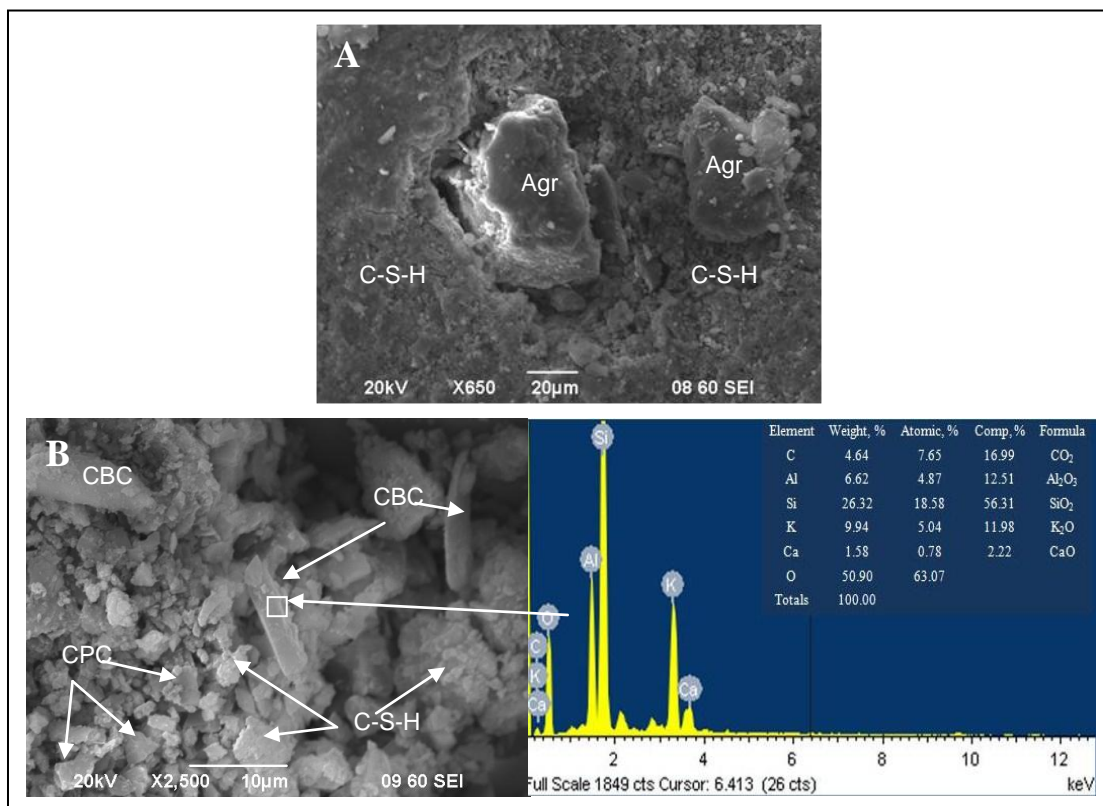 A
Agr
Agr
C-S-H
C-S-H
20kV X650 20µm 08 60 SEI
B
CBC
CBC
CPC
C-S-H
20kV X2,500 10µm 09 60 SEI
Si
Al
K
O
C
K
Ca
Ca
Element Weight, % Atomic, % Comp, % Formula
C 4.64 7.65 16.99 CO₂
Al 6.62 4.87 12.51 Al₂O₃
Si 26.32 18.58 56.31 SiO₂
K 9.94 5.04 11.98 K₂O
Ca 1.58 0.78 2.22 CaO
O 50.90 63.07
Totals 100.00
2 4 6 8 10 12
Full Scale 1849 cts Cursor: 6.413 (26 cts) keV